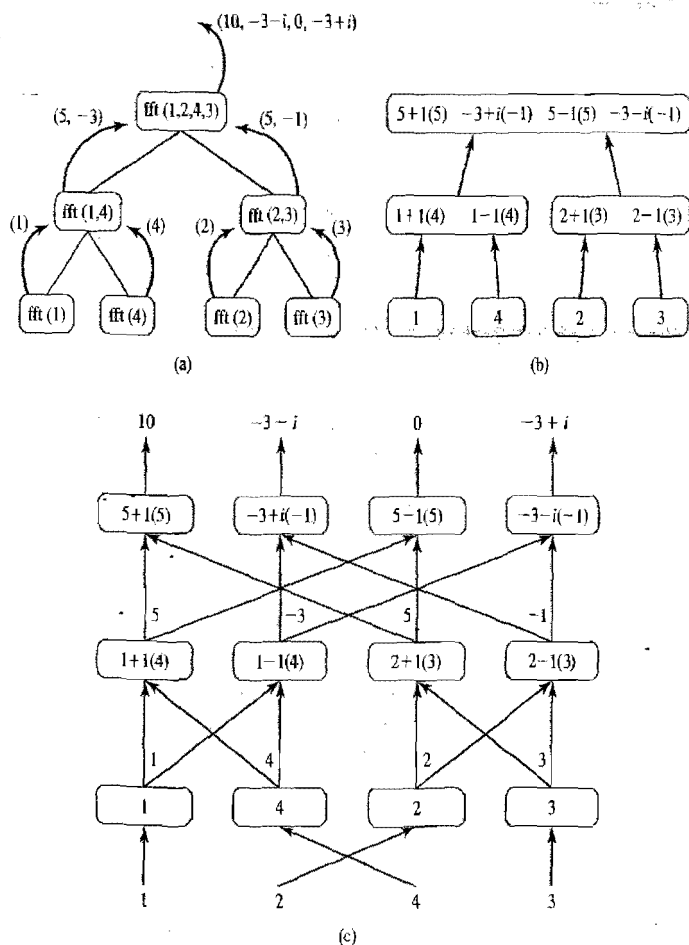 (10, −3−i, 0, −3+i)
fft (1,2,4,3)
(5, −3)
(5, −1)
fft (1,4)
fft (2,3)
(1)
(4)
(2)
(3)
fft (1)
fft (4)
fft (2)
fft (3)
(a)
5+1(5) −3+i(−1) 5−1(5) −3−i(−1)
1+1(4) 1−1(4)
2+1(3) 2−1(3)
1
4
2
3
(b)
10 −3−i 0 −3+i
5+1(5) −3+i(−1) 5−1(5) −3−i(−1)
5 −3 5 −1
1+1(4) 1−1(4) 2+1(3) 2−1(3)
1 4 2 3
1 4 2 3
1 2 4 3
(c)